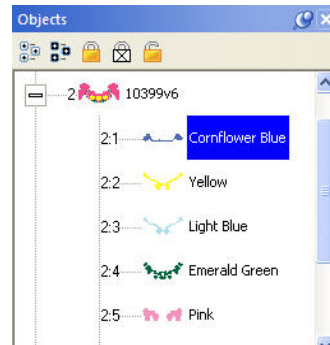 Objects
2 10399v6
2:1 Cornflower Blue
2:2 Yellow
2:3 Light Blue
2:4 Emerald Green
2:5 Pink